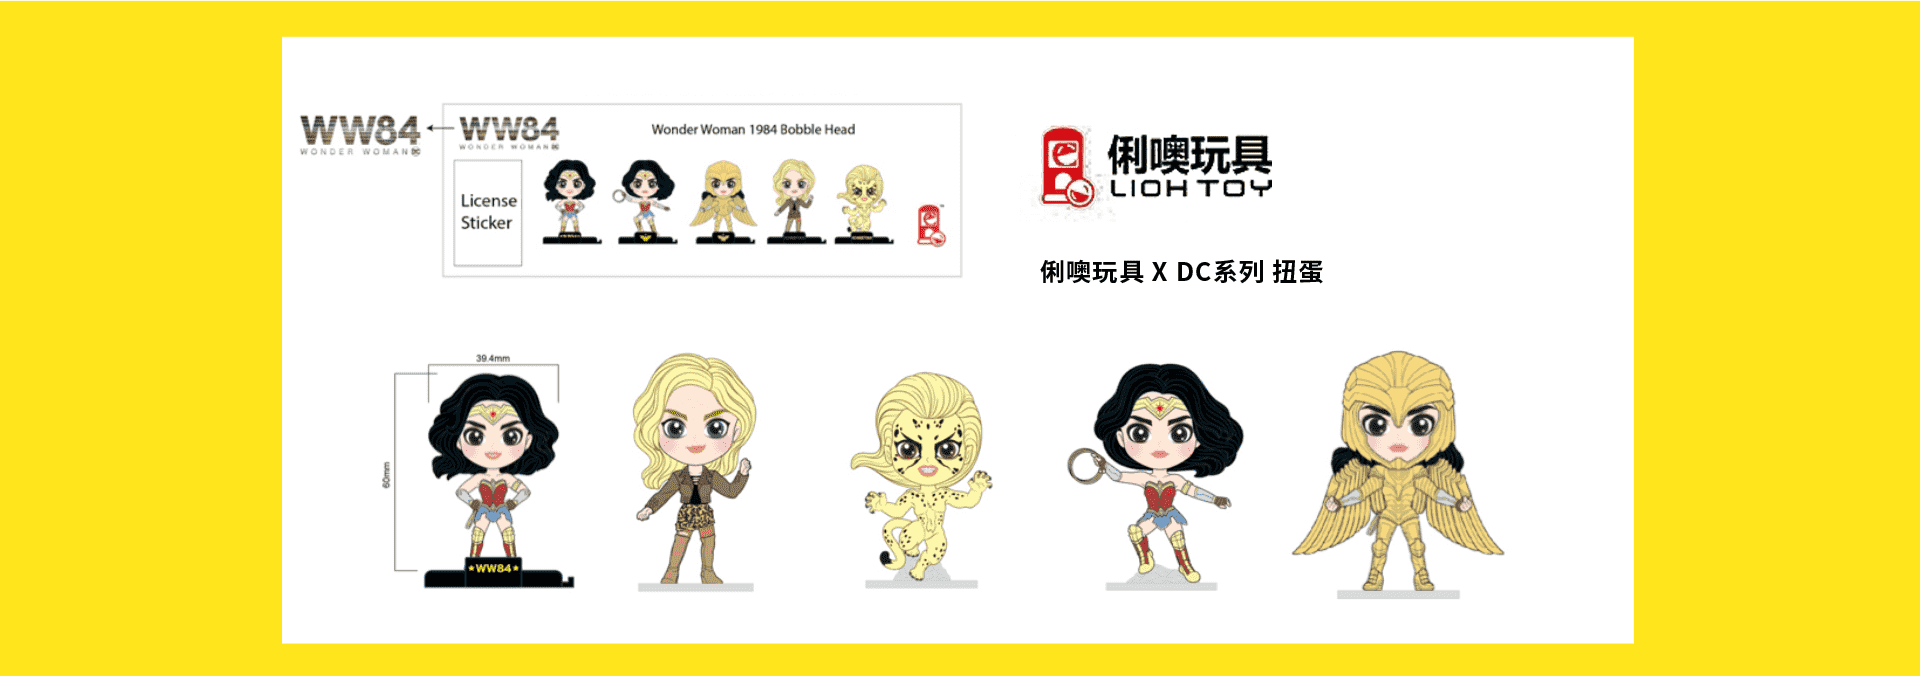 WW84
WONDER WOMAN
WW84
WONDER WOMAN
Wonder Woman 1984 Bobble Head
License
Sticker
俐噢玩具
LIOH TOY
俐噢玩具 X DC系列 扭蛋
39.4mm
60mm
★WW84★